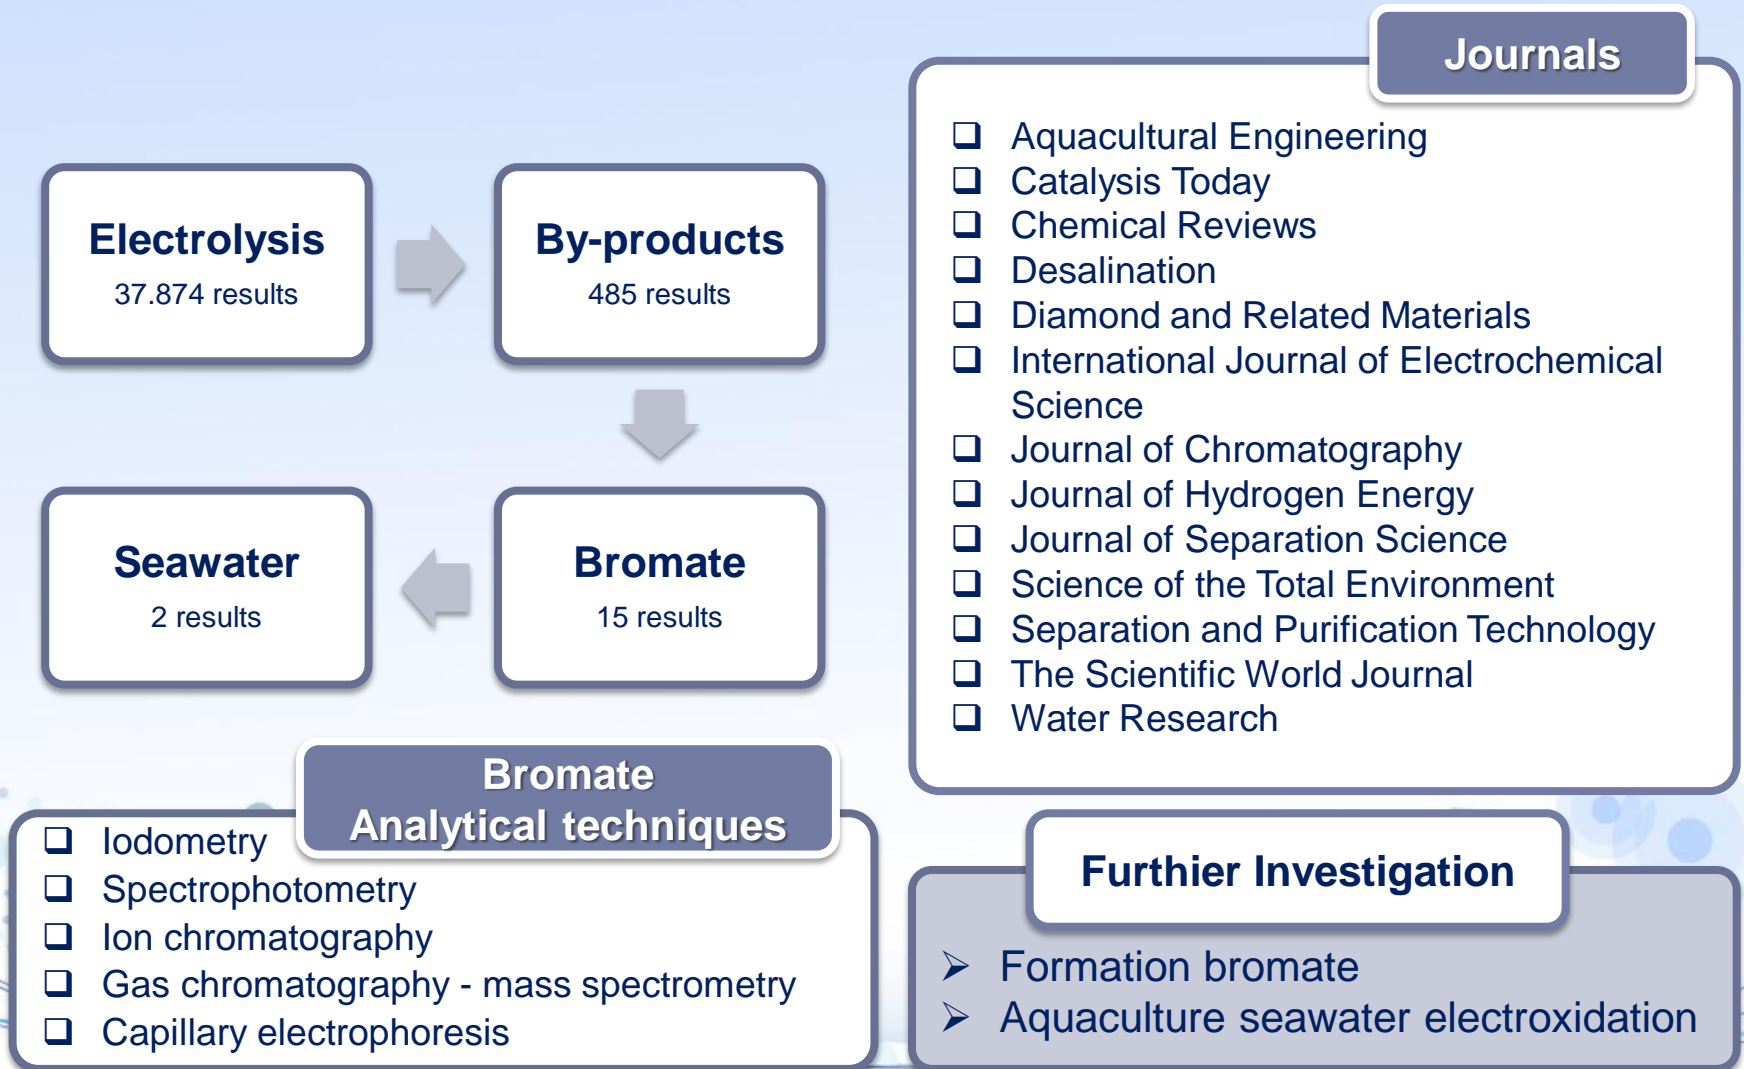 Electrolysis
37.874 results
By-products
485 results
Bromate
15 results
Seawater
2 results
Journals
❑ Aquacultural Engineering
❑ Catalysis Today
❑ Chemical Reviews
❑ Desalination
❑ Diamond and Related Materials
❑ International Journal of Electrochemical
Science
❑ Journal of Chromatography
❑ Journal of Hydrogen Energy
❑ Journal of Separation Science
❑ Science of the Total Environment
❑ Separation and Purification Technology
❑ The Scientific World Journal
❑ Water Research
Bromate
Analytical techniques
❑ Iodometry
❑ Spectrophotometry
❑ Ion chromatography
❑ Gas chromatography - mass spectrometry
❑ Capillary electrophoresis
Furthier Investigation
➢ Formation bromate
➢ Aquaculture seawater electroxidation